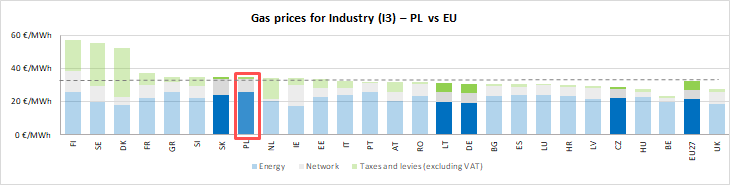 Gas prices for Industry (I3) – PL vs EU
60 €/MWh
40 €/MWh
20 €/MWh
0 €/MWh
FI SE DK FR GR SI SK PL NL IE EE IT PT AT RO LT DE BG ES LU HR LV CZ HU BE EU27 UK
Energy Network Taxes and levies (excluding VAT)